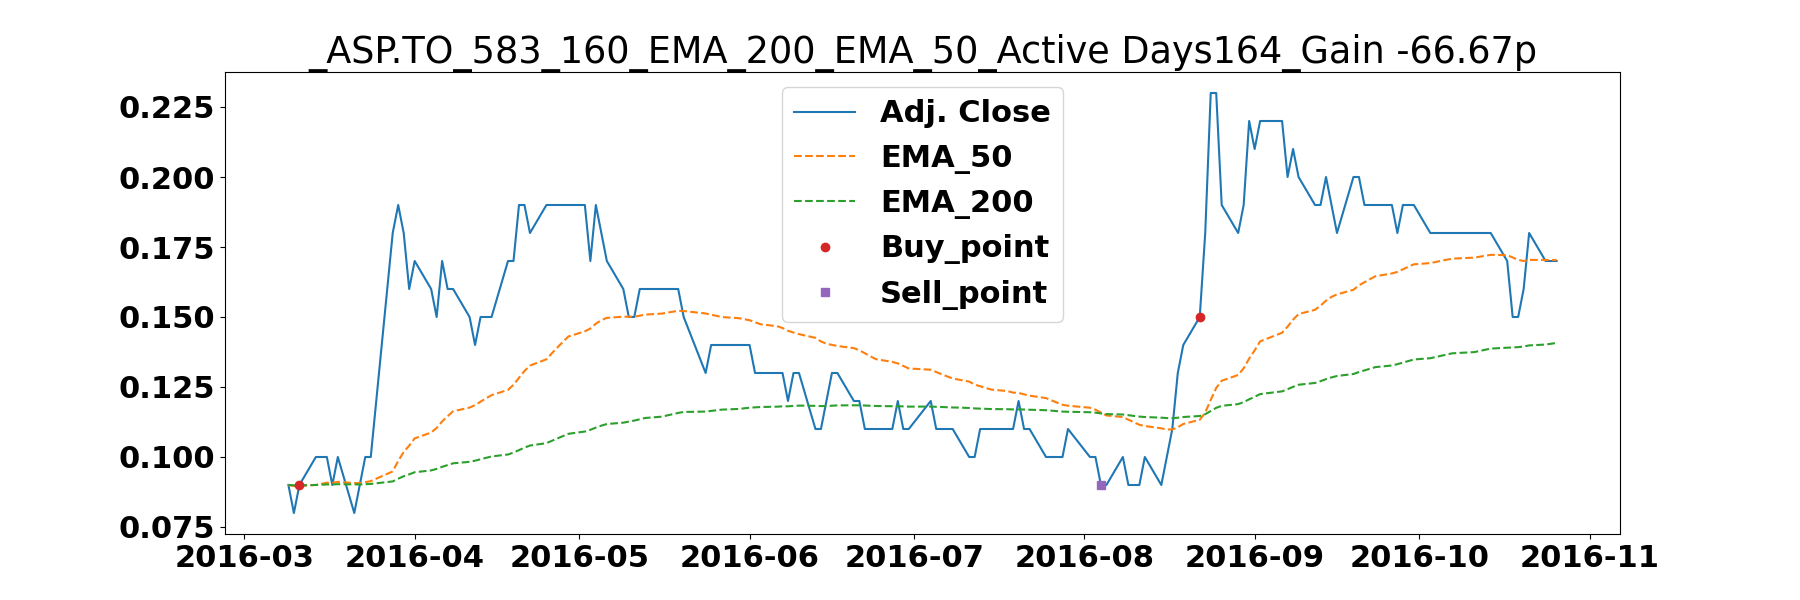 _ASP.TO_583_160_EMA_200_EMA_50_Active Days164_Gain -66.67p
0.225
0.200
0.175
0.150
0.125
0.100
0.075
Adj. Close
EMA_50
EMA_200
Buy_point
Sell_point
2016-03 2016-04 2016-05 2016-06 2016-07 2016-08 2016-09 2016-10 2016-11